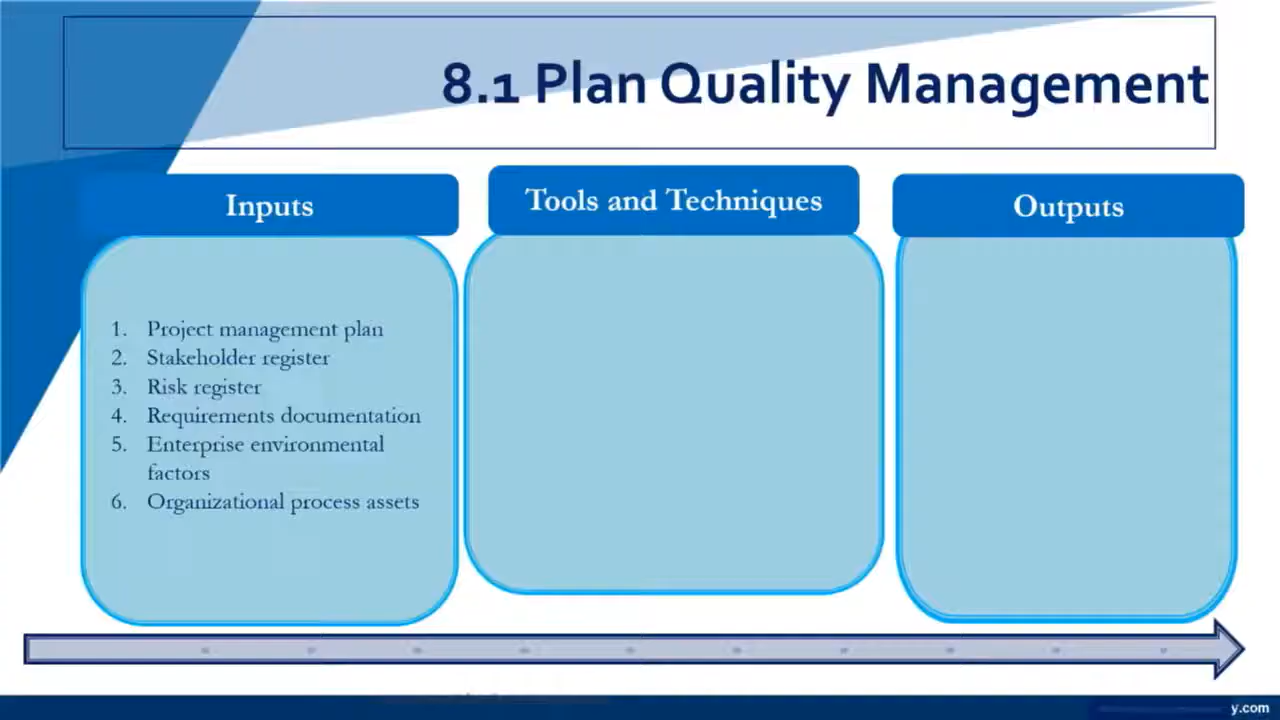 8.1 Plan Quality Management
Inputs
Tools and Techniques
Outputs
1. Project management plan
2. Stakeholder register
3. Risk register
4. Requirements documentation
5. Enterprise environmental
factors
6. Organizational process assets
y.com